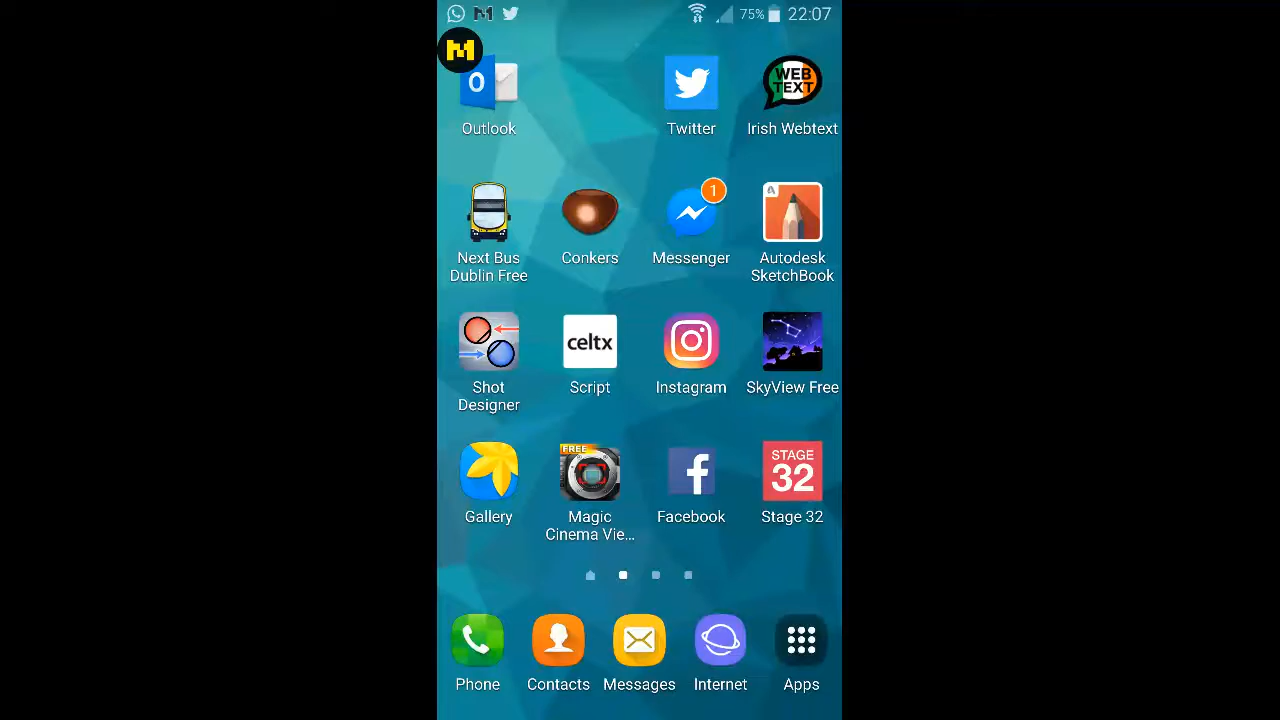 75% 22:07
Outlook
Twitter
WEB
TEXT
Irish Webtext
Next Bus
Dublin Free
Conkers
1
Messenger
Autodesk
SketchBook
Shot
Designer
celtx
Script
Instagram
SkyView Free
Gallery
FREE
Magic
Cinema Vie...
Facebook
STAGE
32
Stage 32
Phone
Contacts
Messages
Internet
Apps